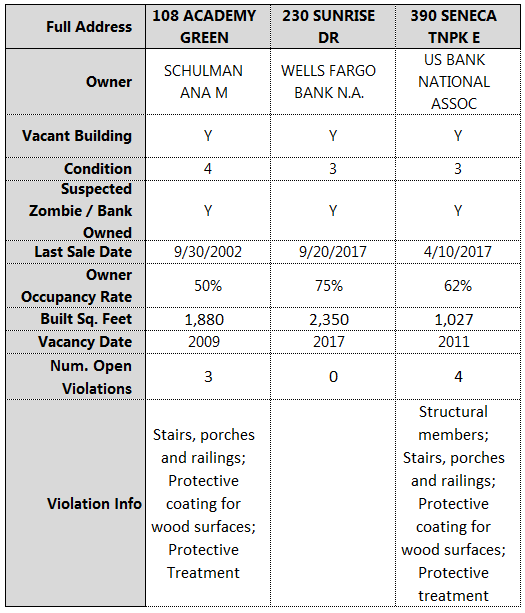 Full Address 108 ACADEMY GREEN 230 SUNRISE DR 390 SENECA TNPK E
Owner SCHULMAN ANA M WELLS FARGO BANK N.A. US BANK NATIONAL ASSOC
Vacant Building Y Y Y
Condition 4 3 3
Suspected Zombie / Bank Owned Y Y Y
Last Sale Date 9/30/2002 9/20/2017 4/10/2017
Owner Occupancy Rate 50% 75% 62%
Built Sq. Feet 1,880 2,350 1,027
Vacancy Date 2009 2017 2011
Num. Open Violations 3 0 4
Violation Info
Stairs, porches
and railings;
Protective
coating for
wood surfaces;
Protective
Treatment
Structural
members;
Stairs, porches
and railings;
Protective
coating for
wood surfaces;
Protective
treatment